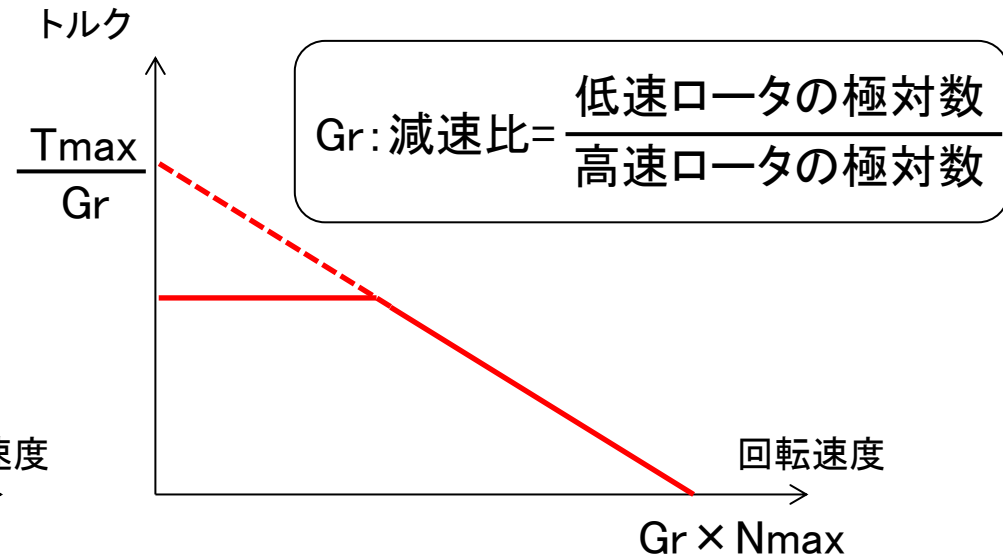 トルク
Tmax
Gr
Gr:減速比=低速ロータの極対数
高速ロータの極対数
速度
回転速度
Gr×Nmax